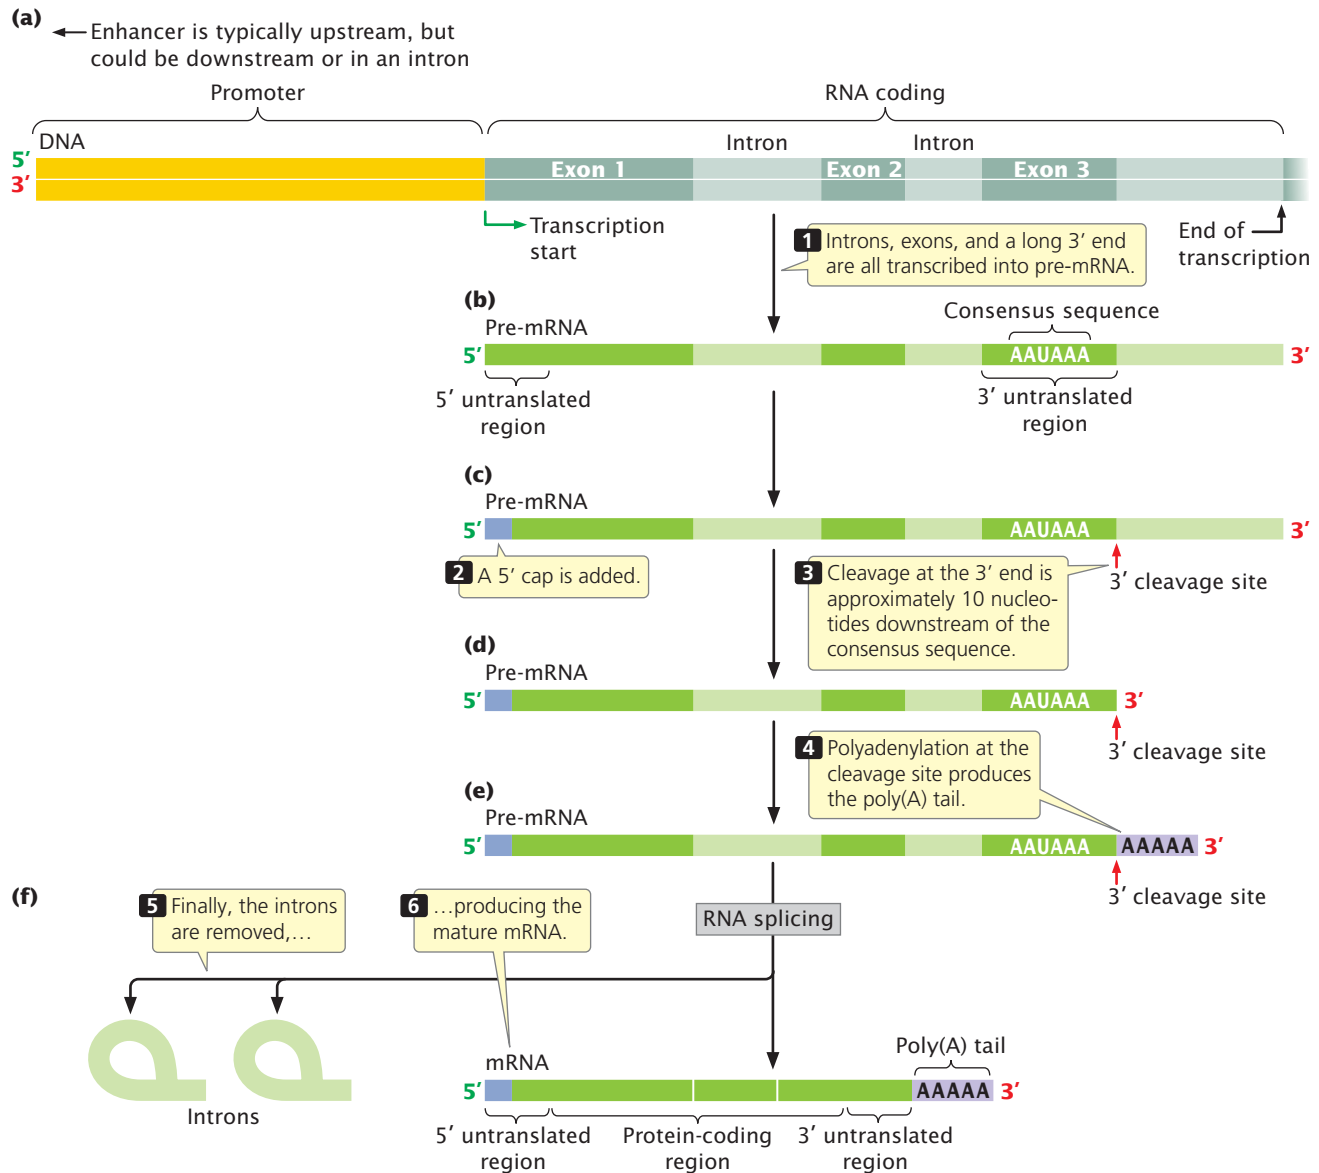 (a)
Enhancer is typically upstream, but
could be downstream or in an intron
Promoter
RNA coding
DNA
Intron
Intron
5′
3′
Exon 1
Exon 2
Exon 3
Transcription
start
End of
transcription
1 Introns, exons, and a long 3′ end
are all transcribed into pre-mRNA.
(b)
Pre-mRNA
Consensus sequence
5′
AAUAAA
3′
5′ untranslated
region
3′ untranslated
region
(c)
Pre-mRNA
5′
AAUAAA
3′
2 A 5′ cap is added.
3 Cleavage at the 3′ end is
approximately 10 nucleo-
tides downstream of the
consensus sequence.
3′ cleavage site
(d)
Pre-mRNA
5′
AAUAAA
3′
3′ cleavage site
4 Polyadenylation at the
cleavage site produces
the poly(A) tail.
(e)
Pre-mRNA
5′
AAUAAA
AAAAA
3′
3′ cleavage site
(f)
5 Finally, the introns
are removed,…
6 …producing the
mature mRNA.
RNA splicing
Introns
mRNA
Poly(A) tail
5′
AAAAA
3′
5′ untranslated
region
Protein-coding
region
3′ untranslated
region